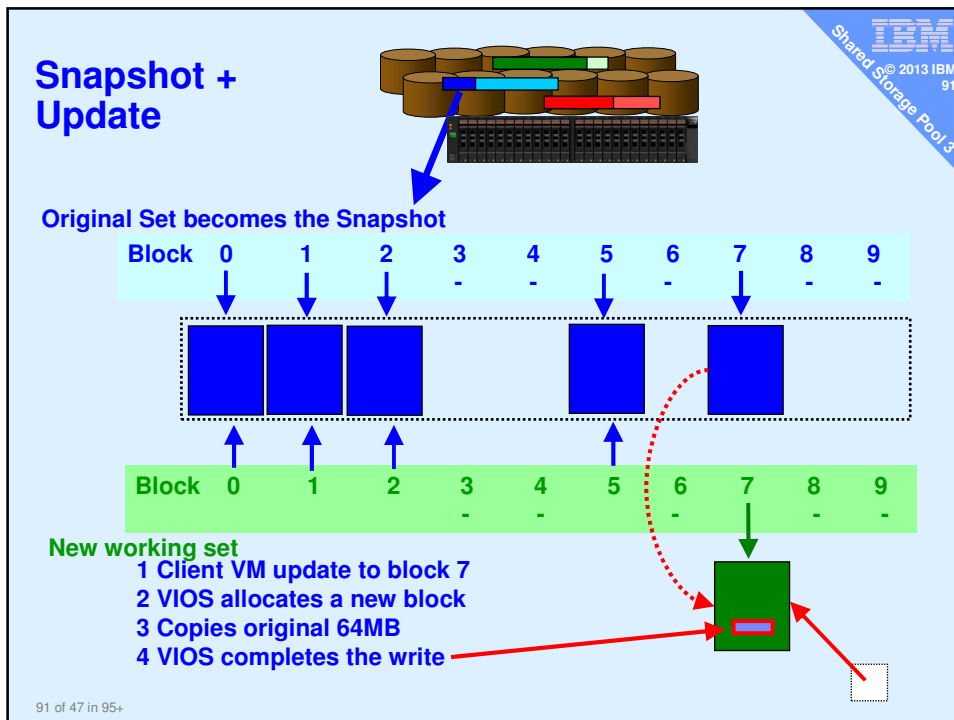 Snapshot +
Update
IBM
© 2013 IBM
91
Shared Storage Pool 3
Original Set becomes the Snapshot
Block 0 1 2 3 4 5 6 7 8 9
- - - - -
Block 0 1 2 3 4 5 6 7 8 9
- - - - -
New working set
1 Client VM update to block 7
2 VIOS allocates a new block
3 Copies original 64MB
4 VIOS completes the write
91 of 47 in 95+